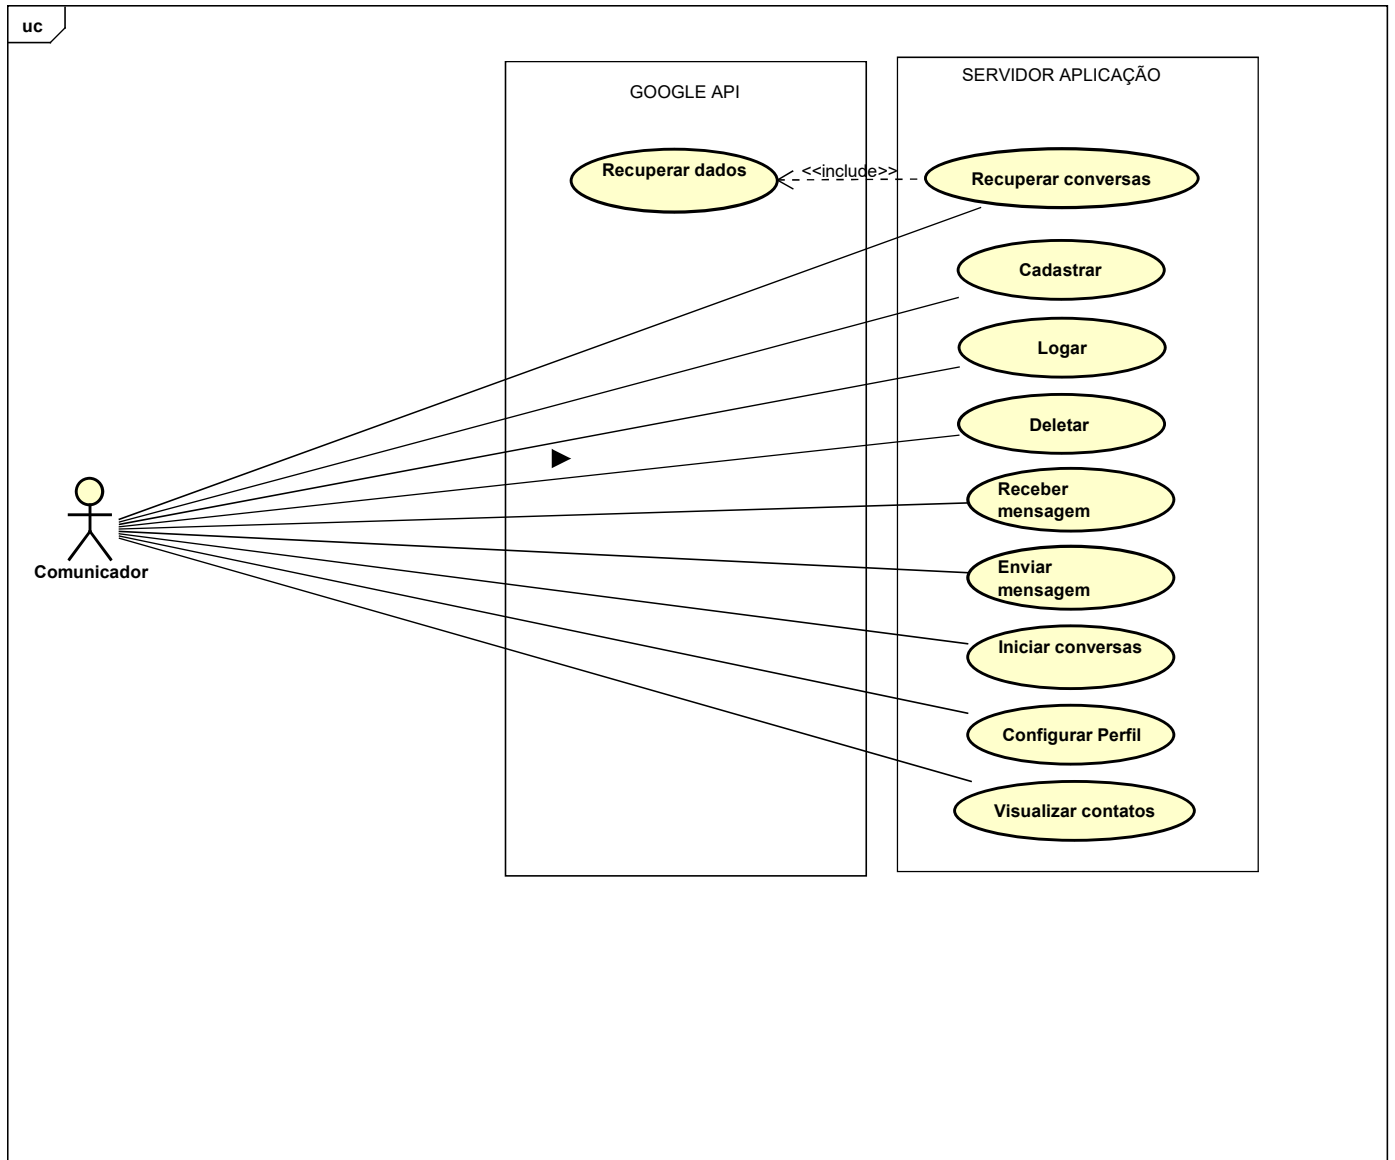 uc
GOOGLE API
SERVIDOR APLICAÇÃO
Recuperar dados
<<include>>
Recuperar conversas
Cadastrar
Logar
Deletar
Receber
mensagem
Enviar
mensagem
Comunicador
Iniciar conversas
Configurar Perfil
Visualizar contatos